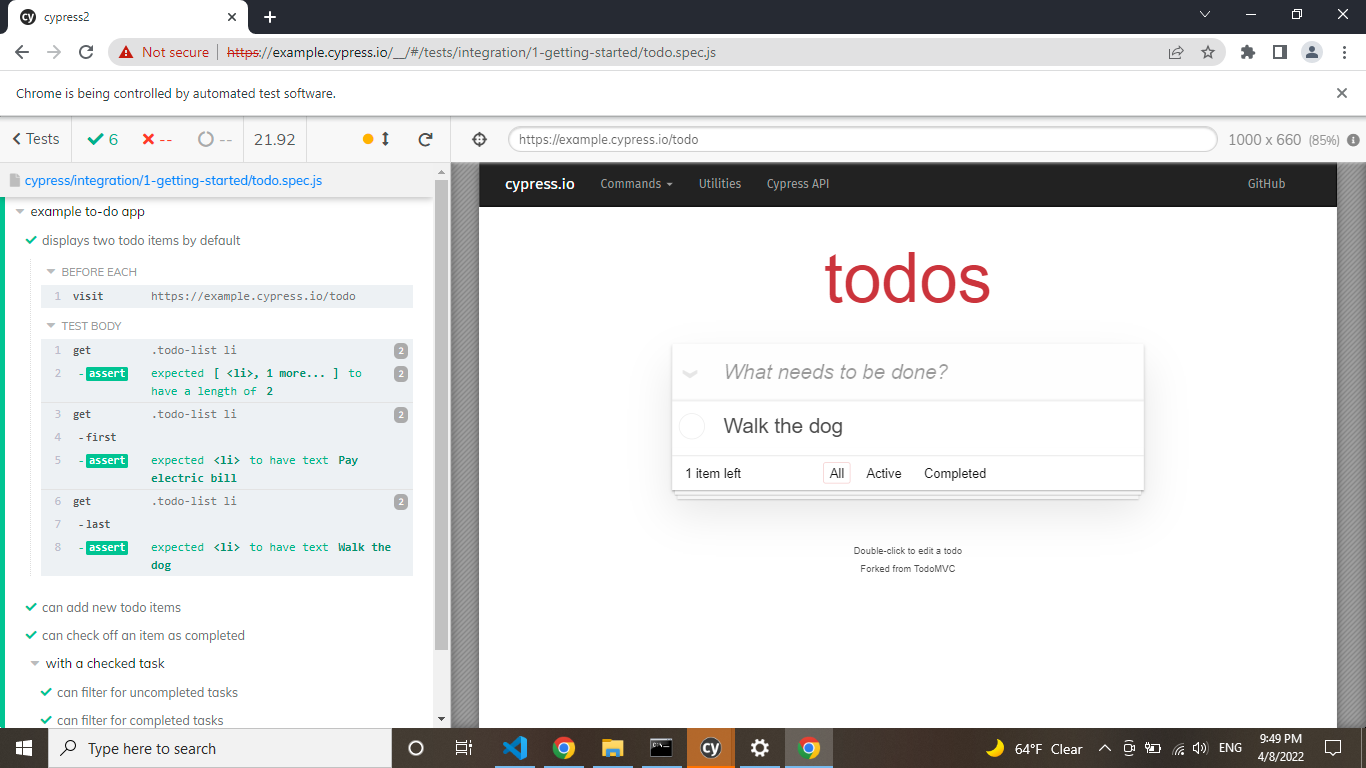 cypress2
Not secure https://example.cypress.io/__/#/tests/integration/1-getting-started/todo.spec.js
Chrome is being controlled by automated test software.
Tests 6 -- -- 21.92 https://example.cypress.io/todo 1000 x 660 (85%)
cypress/integration/1-getting-started/todo.spec.js
example to-do app
displays two todo items by default
BEFORE EACH
1 visit https://example.cypress.io/todo
TEST BODY
1 get .todo-list li 2
2 -assert expected [ <li>, 1 more... ] to 2
have a length of 2
3 get .todo-list li 2
4 -first
5 -assert expected <li> to have text Pay
electric bill
6 get .todo-list li 2
7 -last
8 -assert expected <li> to have text Walk the
dog
can add new todo items
can check off an item as completed
with a checked task
can filter for uncompleted tasks
can filter for completed tasks
cypress.io Commands Utilities Cypress API GitHub
todos
What needs to be done?
Walk the dog
1 item left All Active Completed
Double-click to edit a todo
Forked from TodoMVC
Type here to search
cy
64°F Clear ENG
9:49 PM
4/8/2022